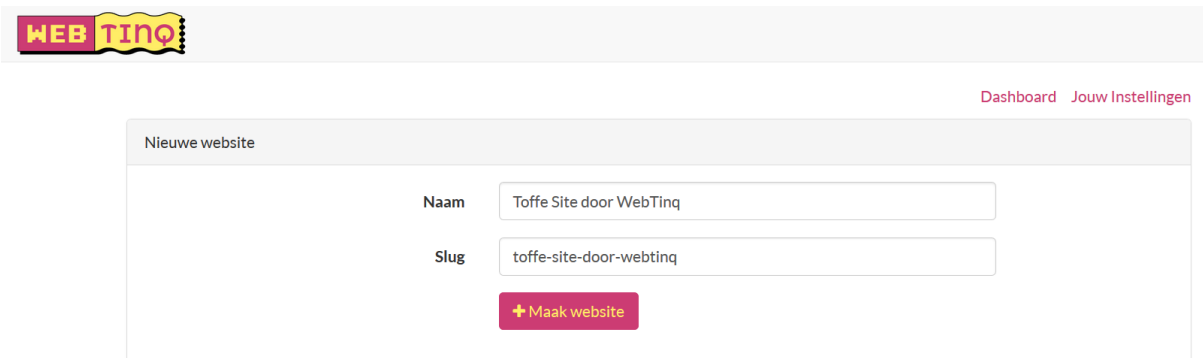 WEB TINQ
Dashboard Jouw Instellingen
Nieuwe website
Naam Toffe Site door WebTinq
Slug toffe-site-door-webtinq
+ Maak website